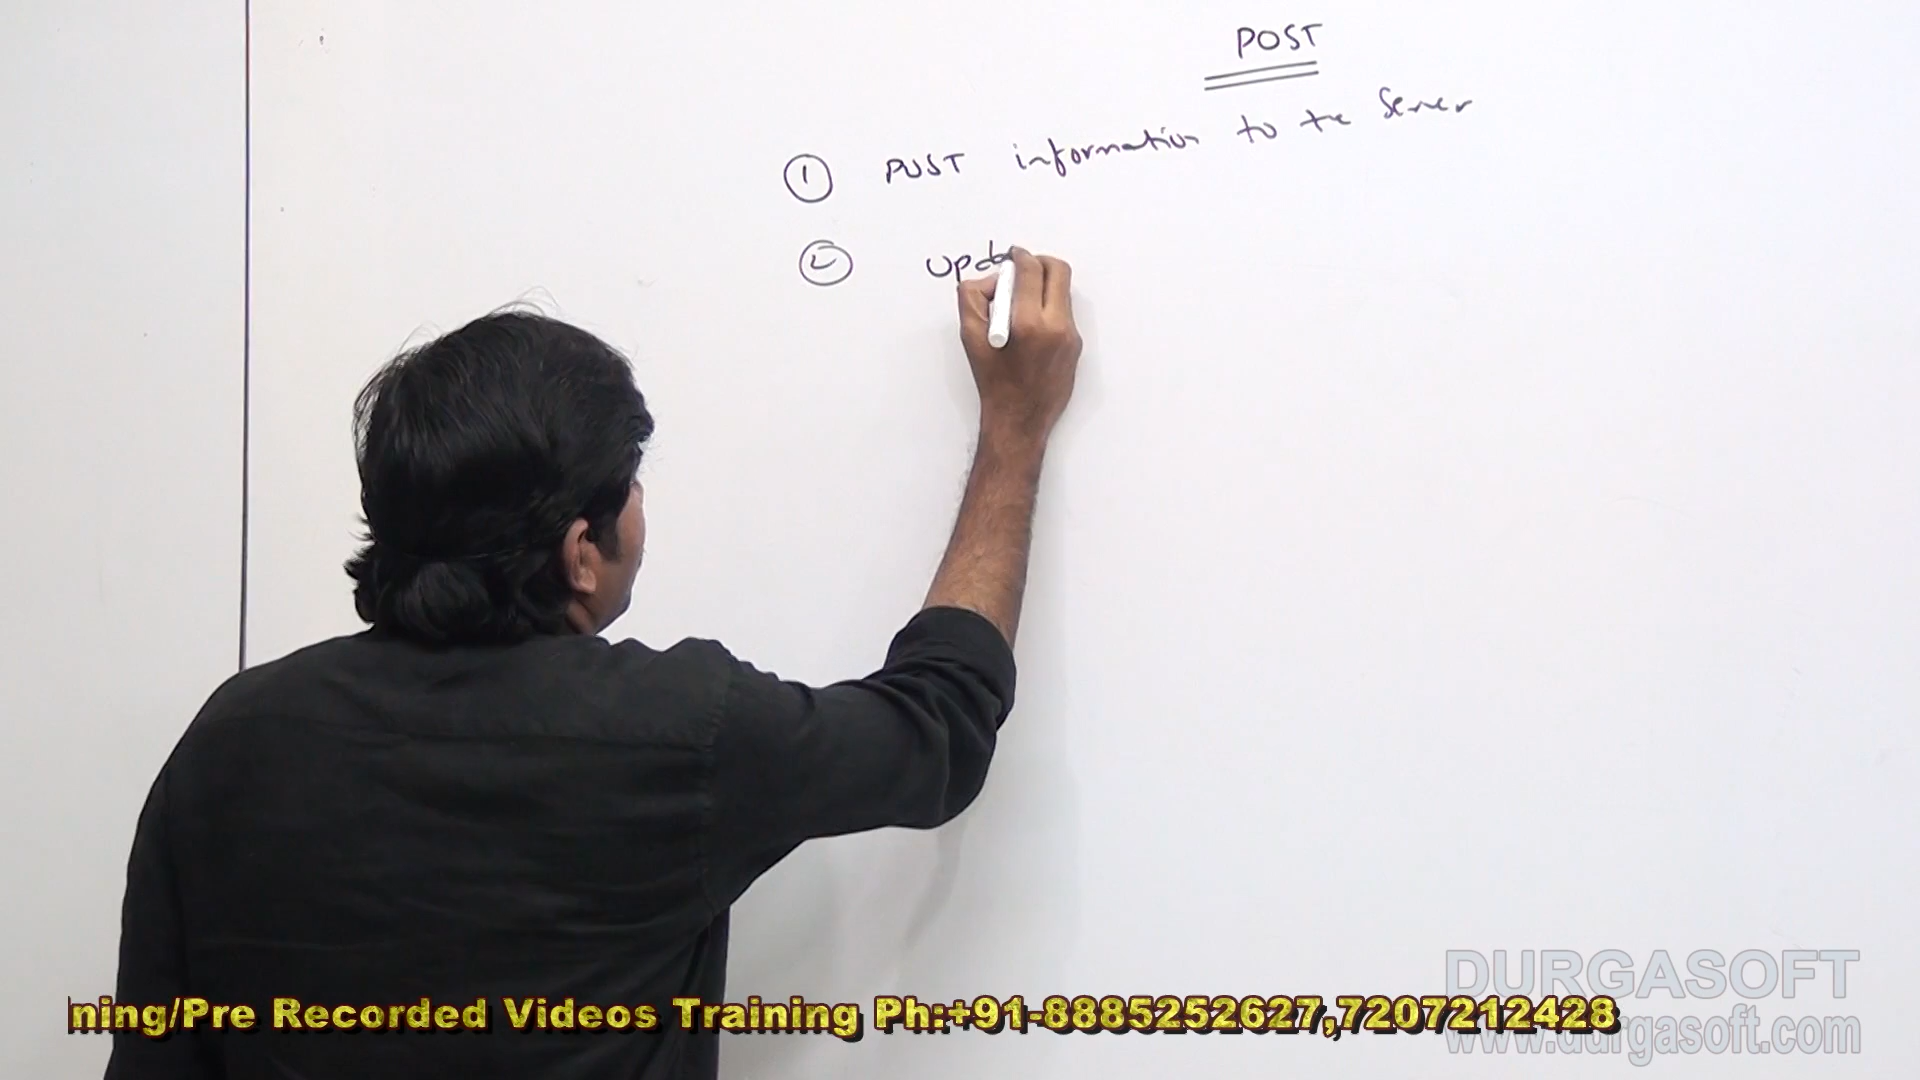 POST
① POST information to the Server
② Upda
DURGASOFT
ning/Pre Recorded Videos Training Ph:+91-8885252627,7207212428
www.durgasoft.com